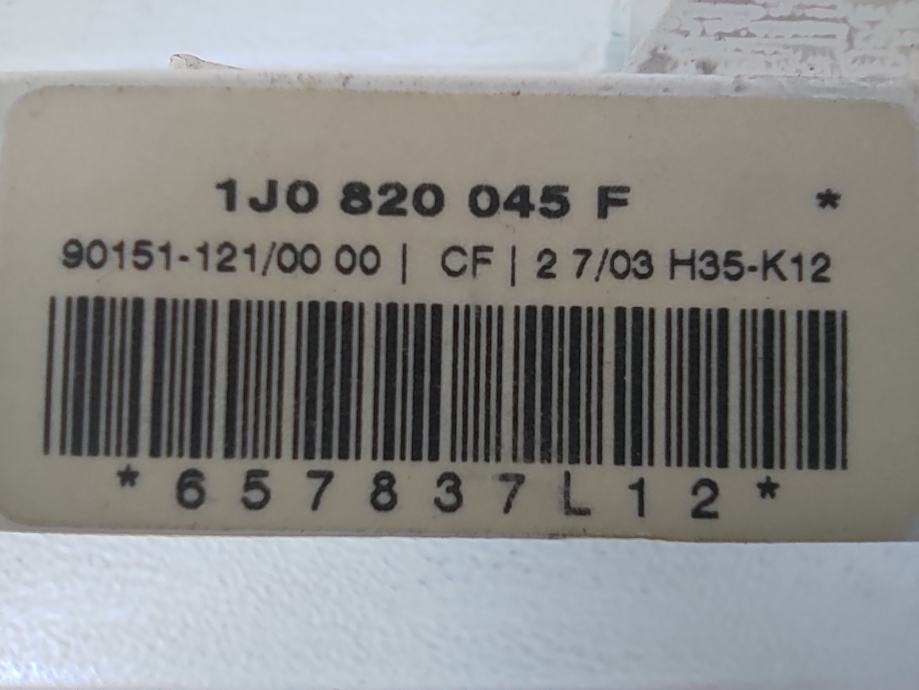 1J0 820 045 F *
90151-121/00 00 | CF | 2 7/03 H35-K12
*657837L12*